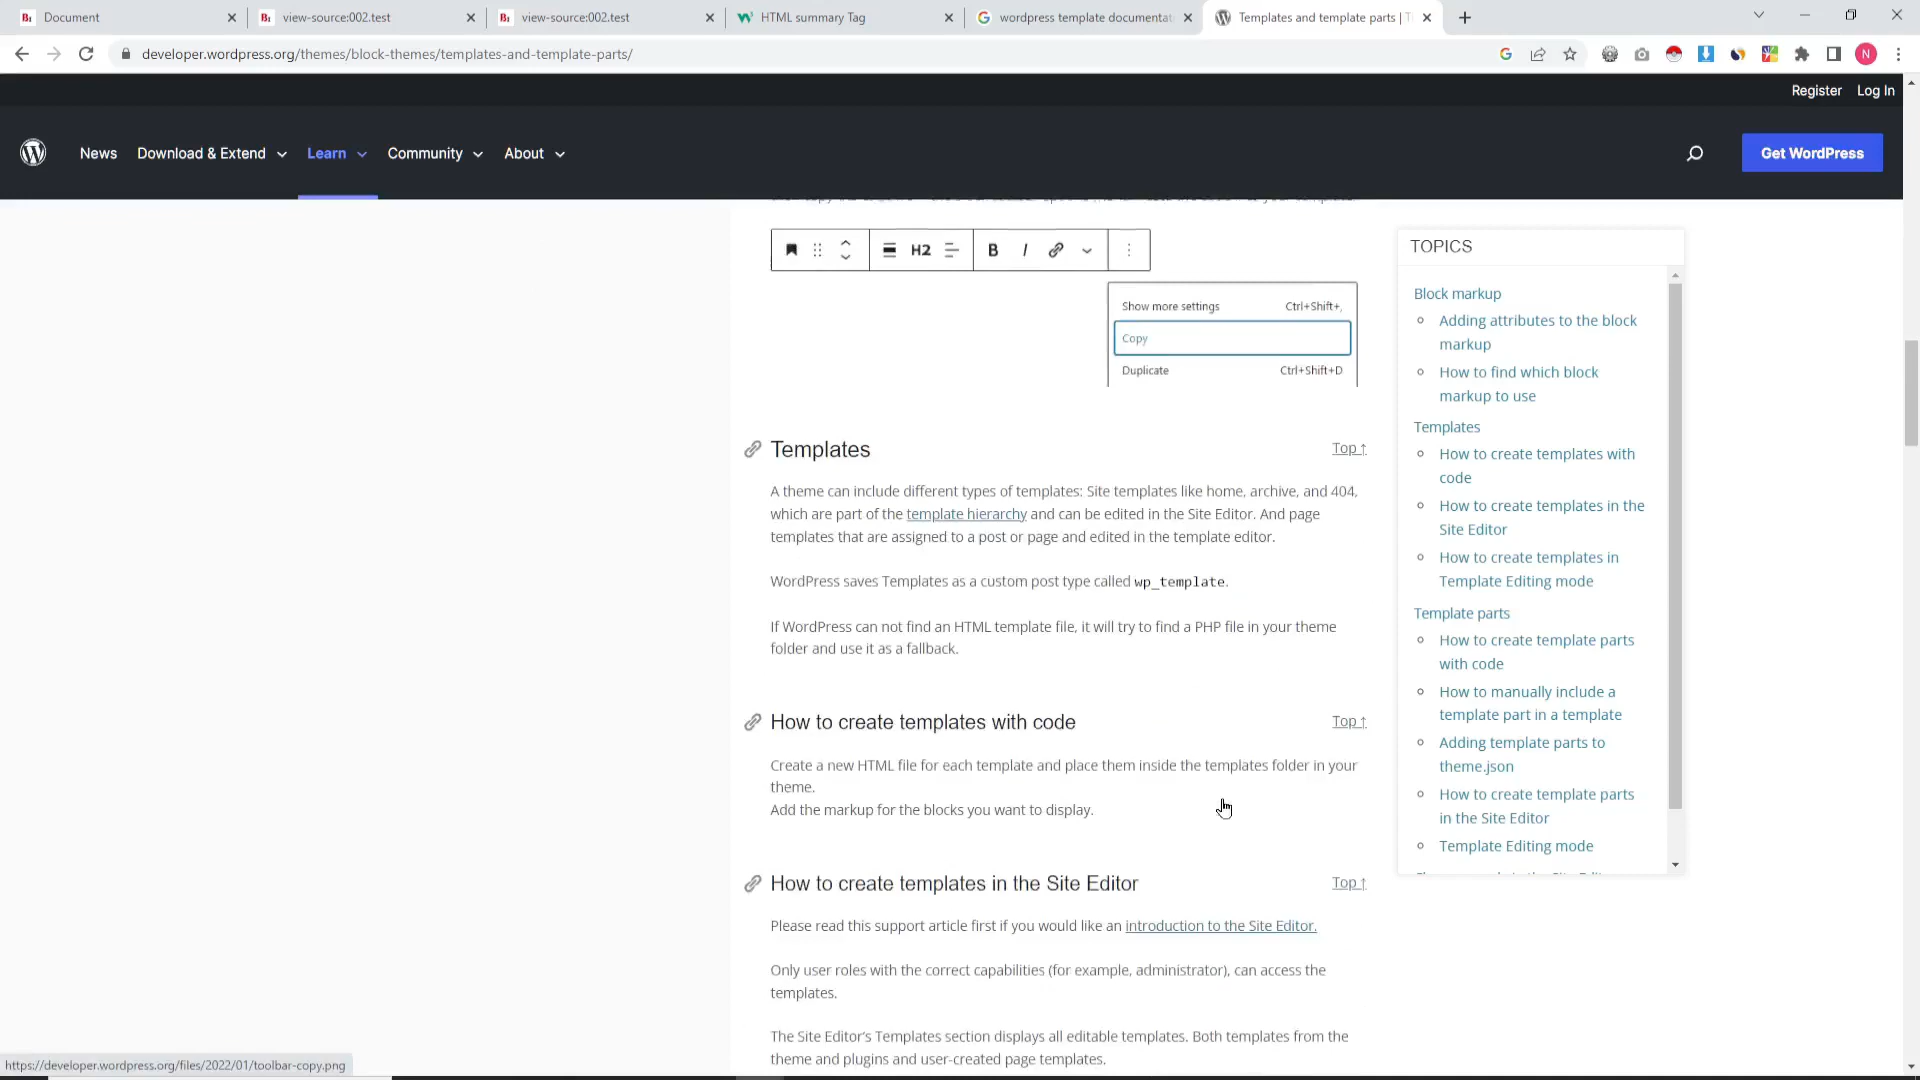 Document
view-source:002.test
view-source:002.test
HTML summary Tag
wordpress template documentat
Templates and template parts | T
developer.wordpress.org/themes/block-themes/templates-and-template-parts/
N
Register Log In
News Download & Extend Learn Community About
Get WordPress
H2 B I
Show more settings Ctrl+Shift+,
Copy
Duplicate Ctrl+Shift+D
Templates Top ↑
A theme can include different types of templates: Site templates like home, archive, and 404,
which are part of the template hierarchy and can be edited in the Site Editor. And page
templates that are assigned to a post or page and edited in the template editor.
WordPress saves Templates as a custom post type called wp_template.
If WordPress can not find an HTML template file, it will try to find a PHP file in your theme
folder and use it as a fallback.
How to create templates with code Top ↑
Create a new HTML file for each template and place them inside the templates folder in your
theme.
Add the markup for the blocks you want to display.
How to create templates in the Site Editor Top ↑
Please read this support article first if you would like an introduction to the Site Editor.
Only user roles with the correct capabilities (for example, administrator), can access the
templates.
The Site Editor's Templates section displays all editable templates. Both templates from the
theme and plugins and user-created page templates.
TOPICS
Block markup
Adding attributes to the block
markup
How to find which block
markup to use
Templates
How to create templates with
code
How to create templates in the
Site Editor
How to create templates in
Template Editing mode
Template parts
How to create template parts
with code
How to manually include a
template part in a template
Adding template parts to
theme.json
How to create template parts
in the Site Editor
Template Editing mode
https://developer.wordpress.org/files/2022/01/toolbar-copy.png